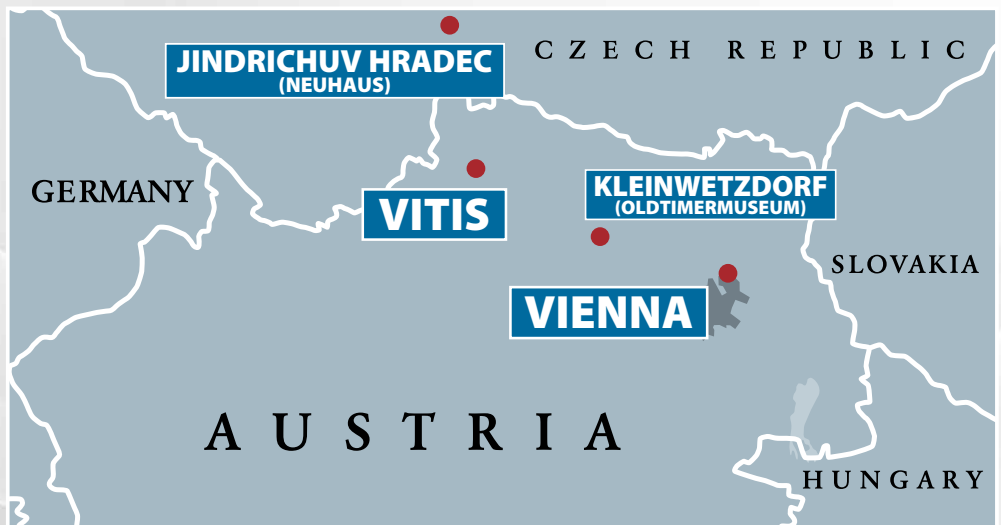 JINDRICHUV HRADEC
(NEUHAUS)
CZECH REPUBLIC
GERMANY
VITIS
KLEINWETZDORF
(OLDTIMERMUSEUM)
SLOVAKIA
VIENNA
AUSTRIA
HUNGARY